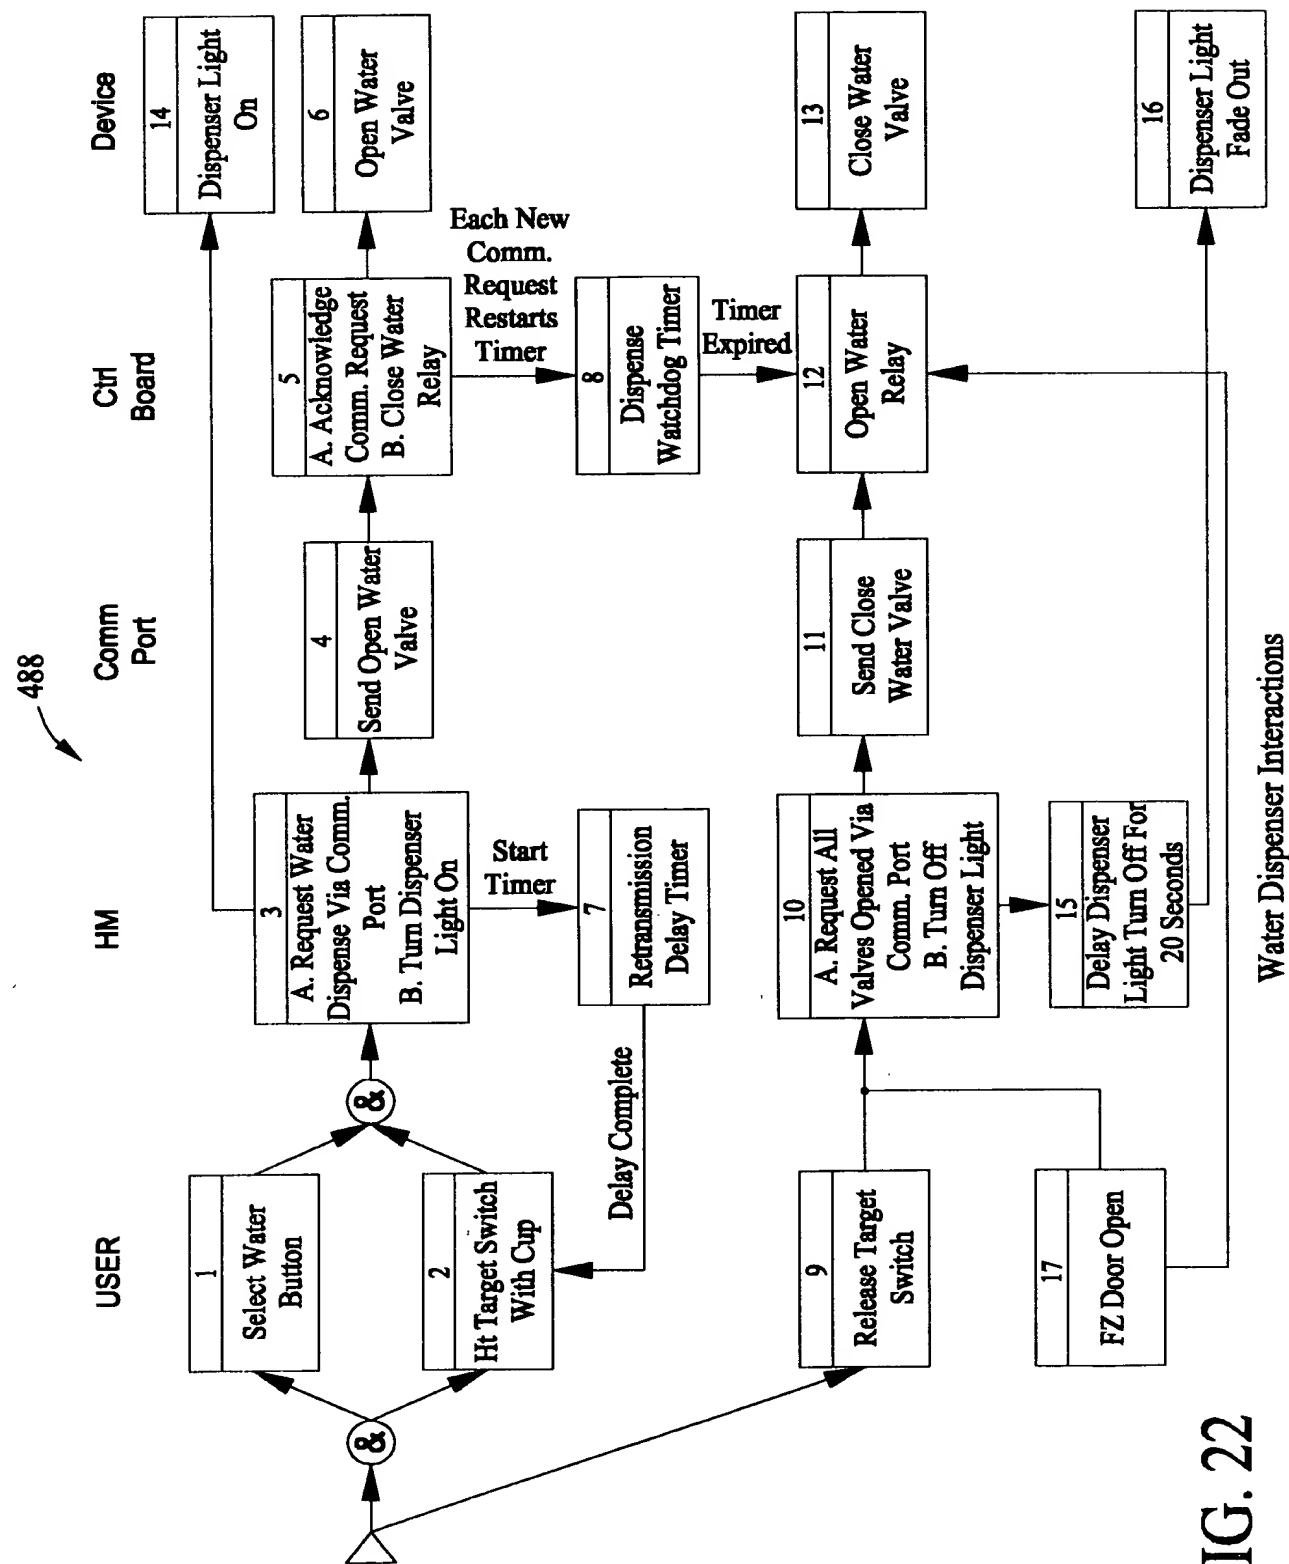 488
USER
HM
Comm
Port
Ctrl
Board
Device
&
1
Select Water
Button
2
Ht Target Switch
With Cup
&
3
A. Request Water
Dispense Via Comm.
Port
B. Turn Dispenser
Light On
4
Send Open Water
Valve
5
A. Acknowledge
Comm. Request
B. Close Water
Relay
6
Open Water
Valve
14
Dispenser Light
On
Start
Timer
7
Retransmission
Delay Timer
Delay Complete
Each New
Comm.
Request
Restarts
Timer
8
Dispense
Watchdog Timer
Timer
Expired
9
Release Target
Switch
10
A. Request All
Valves Opened Via
Comm. Port
B. Turn Off
Dispenser Light
11
Send Close
Water Valve
12
Open Water
Relay
13
Close Water
Valve
15
Delay Dispenser
Light Turn Off For
20 Seconds
16
Dispenser Light
Fade Out
17
FZ Door Open
Water Dispenser Interactions
IG. 22